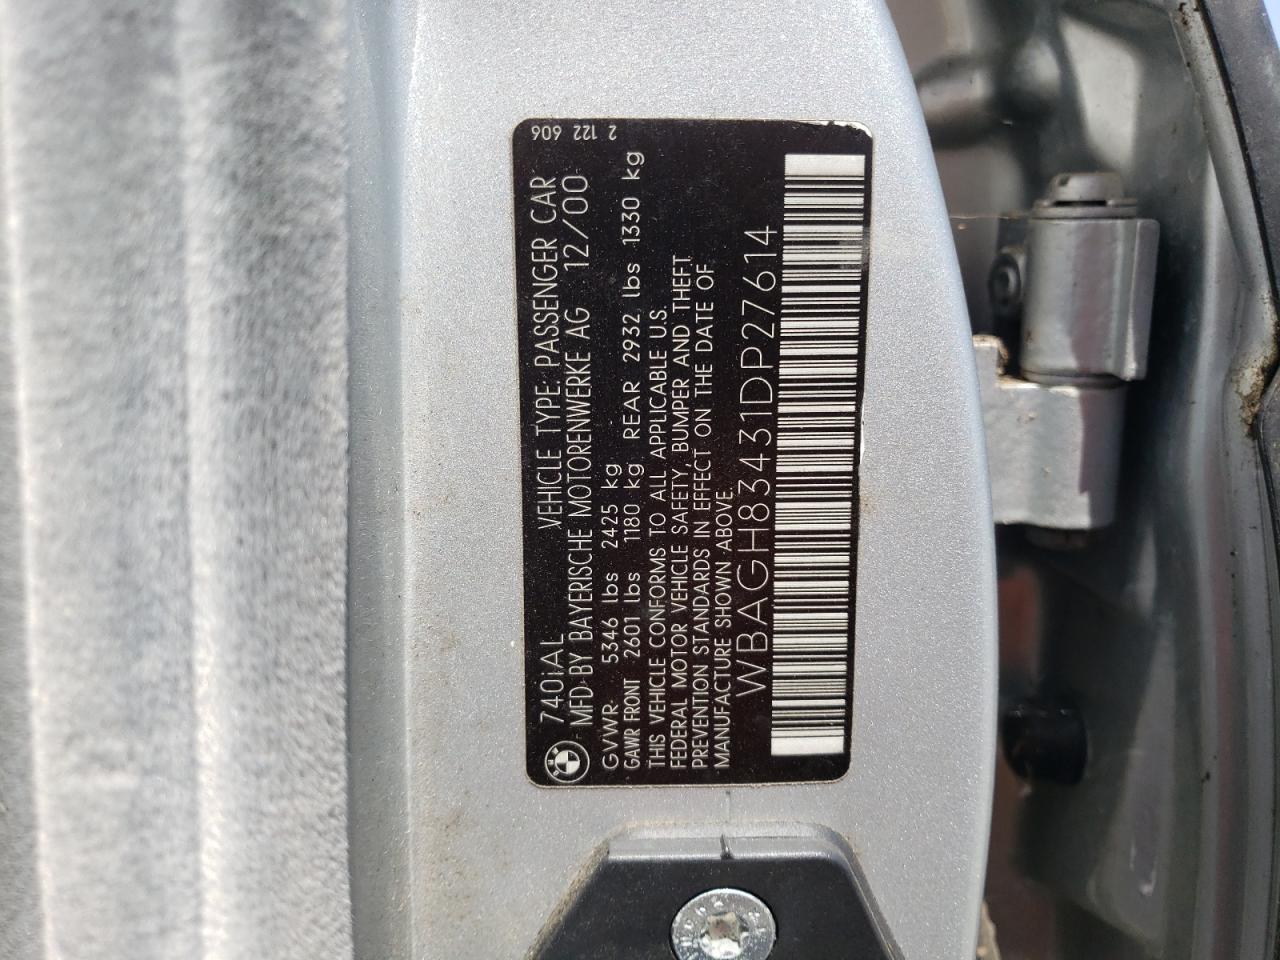 740iAL VEHICLE TYPE: PASSENGER CAR
MFD BY BAYERISCHE MOTORENWERKE AG 12/00
GVWR 5346 lbs 2425 kg
GAWR FRONT 2601 lbs 1180 kg REAR 2932 lbs 1330 kg
THIS VEHICLE CONFORMS TO ALL APPLICABLE U.S.
FEDERAL MOTOR VEHICLE SAFETY, BUMPER AND THEFT
PREVENTION STANDARDS IN EFFECT ON THE DATE OF
MANUFACTURE SHOWN ABOVE.
WBAGH83431DP27614
2 122 606